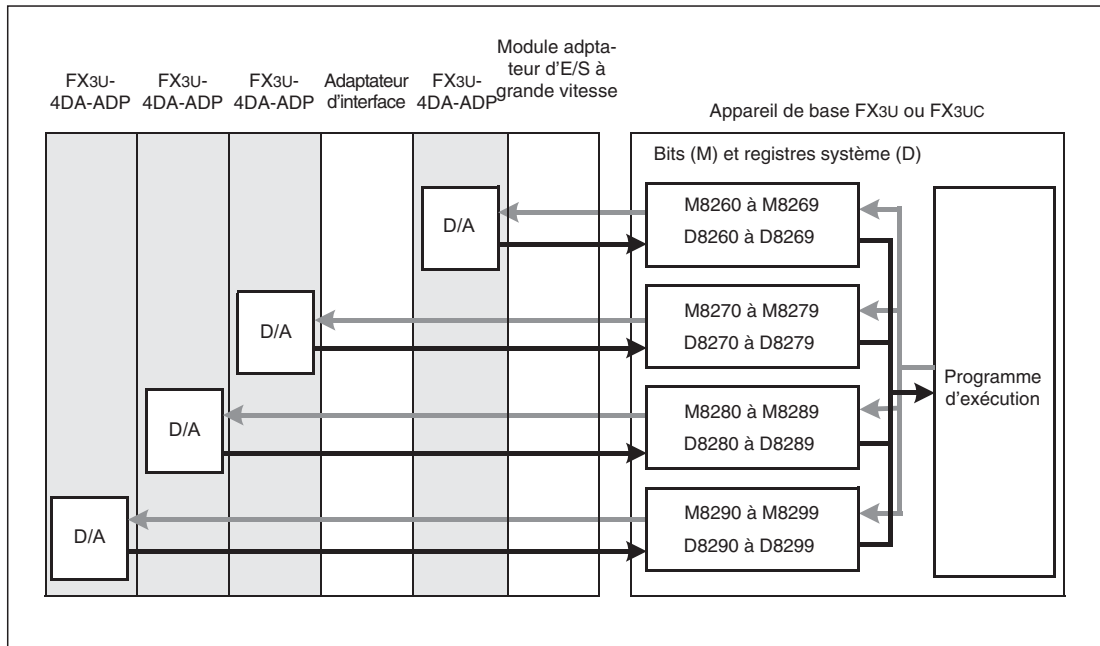 FX3U-
4DA-ADP
FX3U-
4DA-ADP
FX3U-
4DA-ADP
Adaptateur
d'interface
FX3U-
4DA-ADP
Module adpta-
teur d'E/S à
grande vitesse
Appareil de base FX3U ou FX3UC
Bits (M) et registres système (D)
D/A
M8260 à M8269
D8260 à D8269
D/A
M8270 à M8279
D8270 à D8279
Programme
d'exécution
D/A
M8280 à M8289
D8280 à D8289
D/A
M8290 à M8299
D8290 à D8299